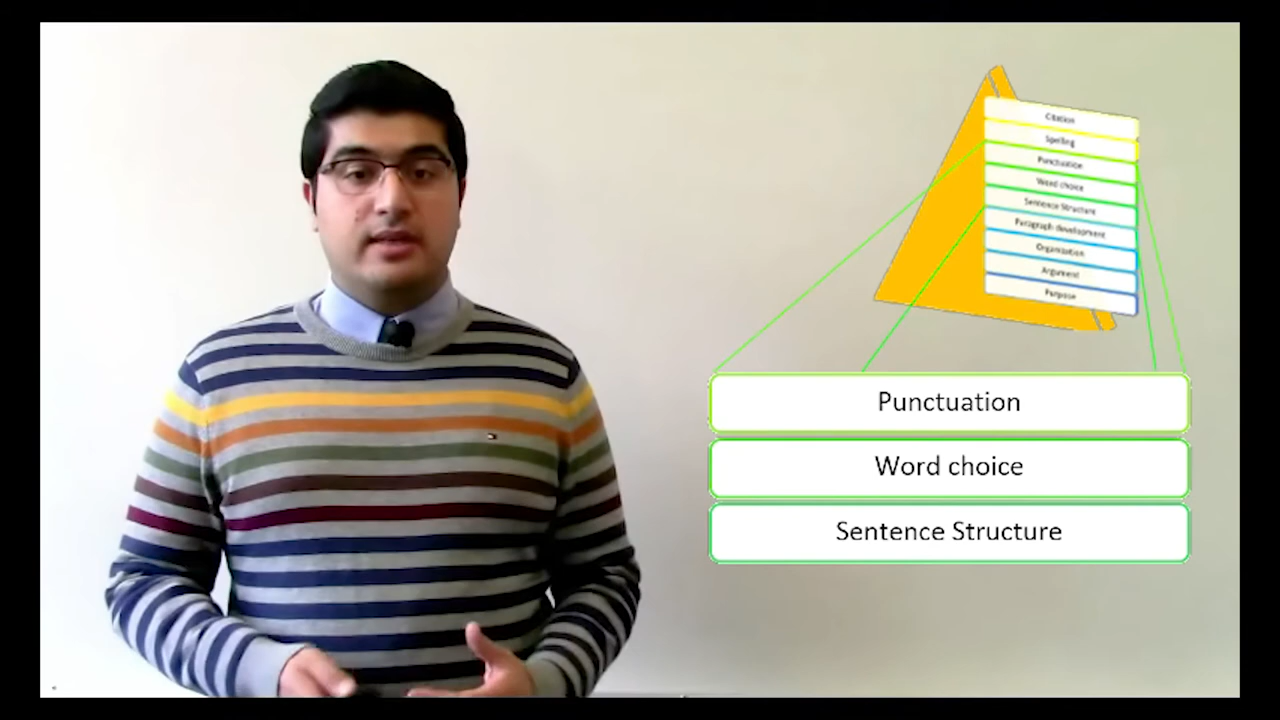 Citation
Spelling
Punctuation
Word choice
Sentence Structure
Paragraph development
Organization
Argument
Purpose
Punctuation
Word choice
Sentence Structure